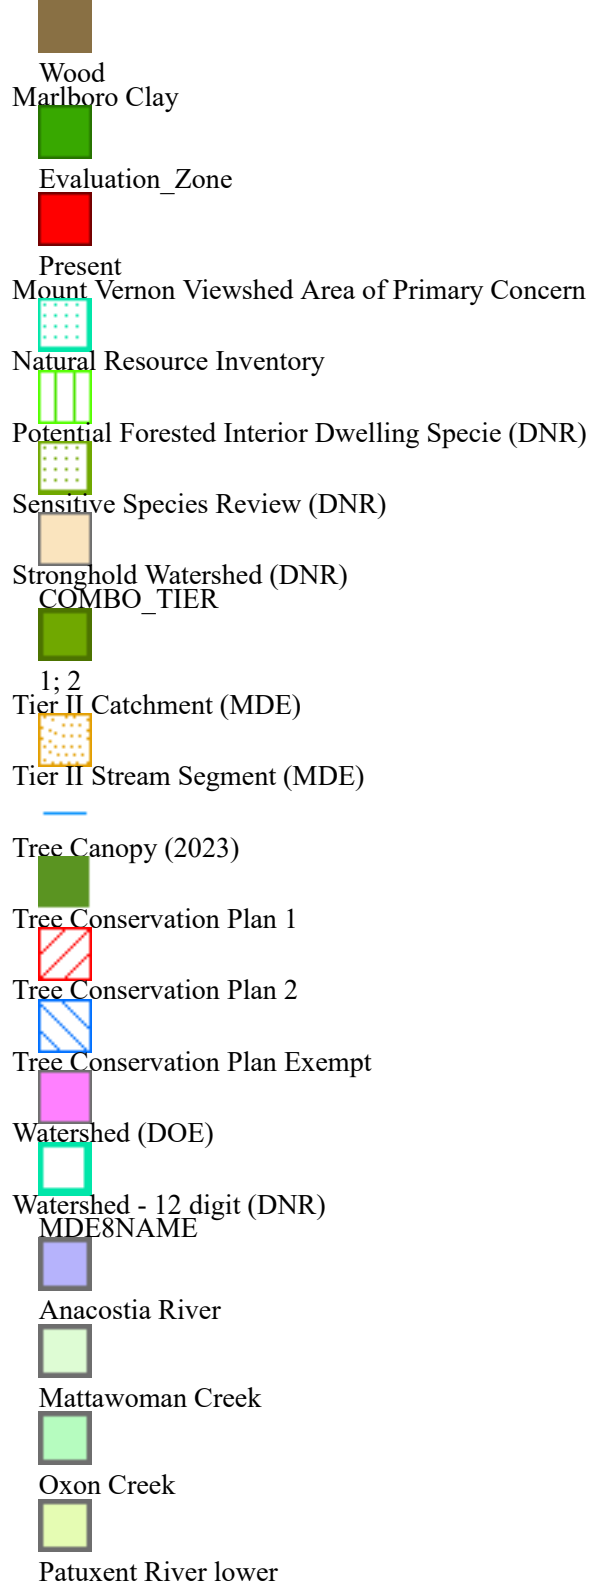 Wood
Marlboro Clay
Evaluation_Zone
Present
Mount Vernon Viewshed Area of Primary Concern
Natural Resource Inventory
Potential Forested Interior Dwelling Specie (DNR)
Sensitive Species Review (DNR)
Stronghold Watershed (DNR)
COMBO_TIER
1; 2
Tier II Catchment (MDE)
Tier II Stream Segment (MDE)
Tree Canopy (2023)
Tree Conservation Plan 1
Tree Conservation Plan 2
Tree Conservation Plan Exempt
Watershed (DOE)
Watershed - 12 digit (DNR)
MDE8NAME
Anacostia River
Mattawoman Creek
Oxon Creek
Patuxent River lower